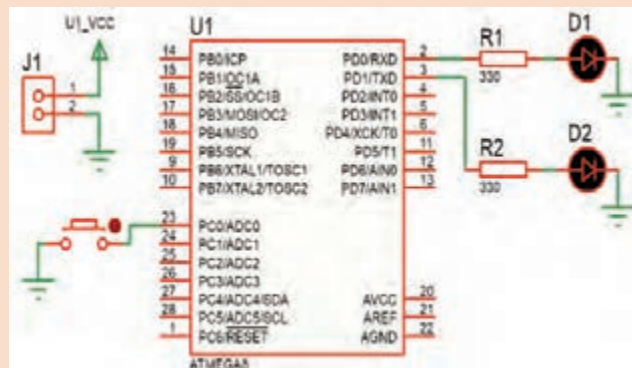 U1_VCC
J1
1
2
U1
14 PB0/ICP
15 PB1/OC1A
16 PB2/SS/OC1B
17 PB3/MOSI/OC2
18 PB4/MISO
19 PB5/SCK
9 PB6/XTAL1/TOSC1
10 PB7/XTAL2/TOSC2
23 PC0/ADC0
24 PC1/ADC1
25 PC2/ADC2
26 PC3/ADC3
27 PC4/ADC4/SDA
28 PC5/ADC5/SCL
1 PC6/RESET
PD0/RXD 2
PD1/TXD 3
PD2/INT0 4
PD3/INT1 5
PD4/XCK/T0 6
PD5/T1 11
PD6/AIN0 12
PD7/AIN1 13
AVCC 20
AREF 21
AGND 22
ATMEGA8
R1
330
D1
R2
330
D2